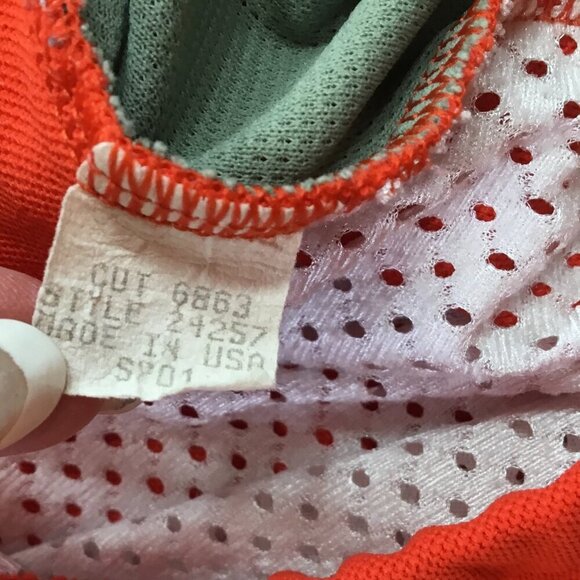 CUT 6863
STYLE 24257
MADE IN USA
SP01